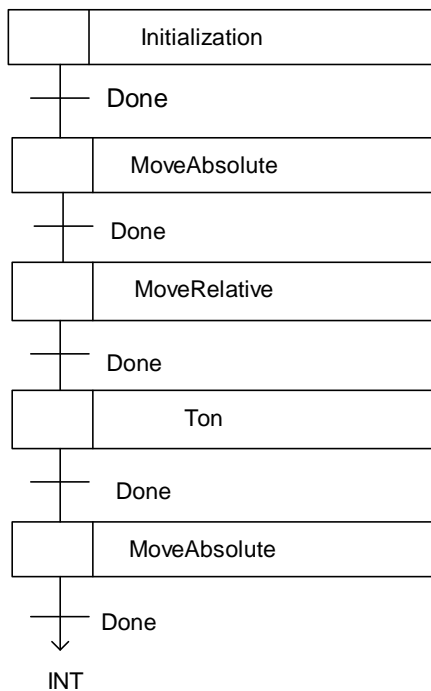 Initialization
Done
MoveAbsolute
Done
MoveRelative
Done
Ton
Done
MoveAbsolute
Done
INT